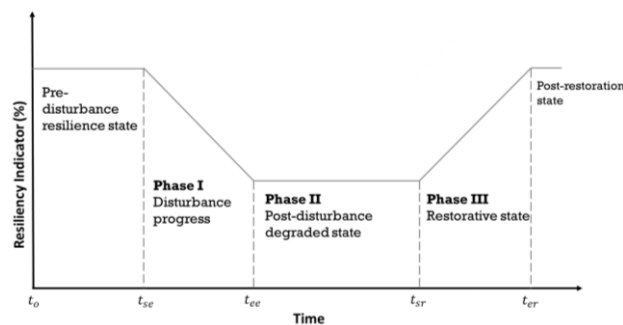 Resiliency Indicator (%)
Pre-
disturbance
resilience state
Phase I
Disturbance
progress
Phase II
Post-disturbance
degraded state
Phase III
Restorative state
Post-restoration
state
t_o
t_se
t_ee
t_sr
t_er
Time